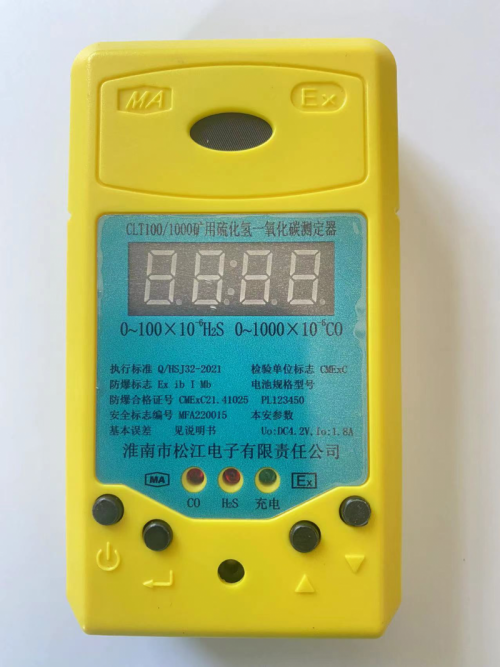 MA Ex
CLT100/1000矿用硫化氢一氧化碳测定器
0~100×10⁻⁶H₂S 0~1000×10⁻⁶CO
执行标准 Q/HSJ32-2021 检验单位标志 CMExC
防爆标志 Ex ib I Mb 电池规格型号
防爆合格证号 CMExC21.41025 PL123450
安全标志编号 MFA220015 本安参数
基本误差 见说明书 Uo:DC4.2V,Io:1.8A
淮南市松江电子有限责任公司
MA Ex
CO H₂S 充电